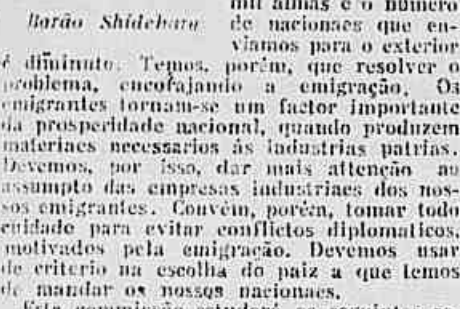 mil almas e o numero
Barão Shidehara
de nacionaes que en-
viamos para o exterior
é diminuto. Temos, porém, que resolver o
problema, encorajando a emigração. Os
emigrantes tornam-se um factor importante
da prosperidade nacional, quando produzem
materiaes necessarios ás industrias patrias.
Devemos, por isso, dar mais attenção ao
assumpto das empresas industriaes dos nos-
sos emigrantes. Convém, porém, tomar todo
cuidado para evitar conflictos diplomaticos,
motivados pela emigração. Devemos usar
de criterio na escolha do paiz a que temos
de mandar os nossos nacionaes.